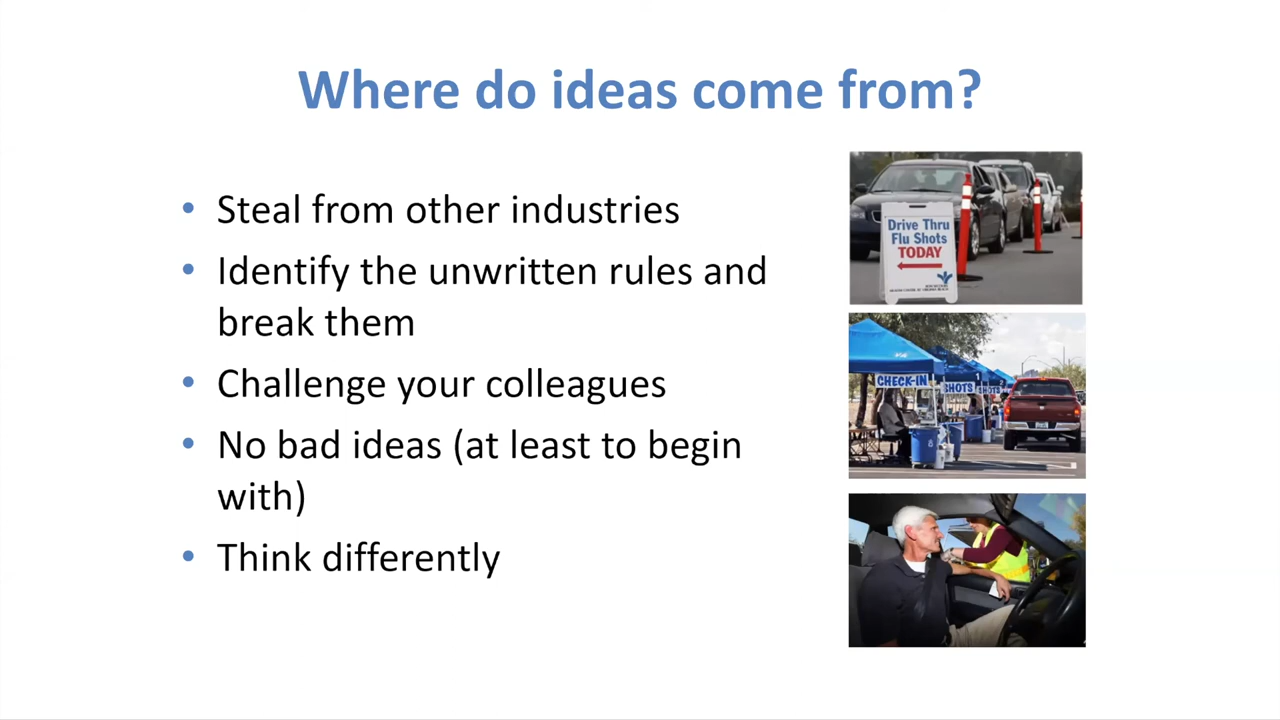 Where do ideas come from?
• Steal from other industries
• Identify the unwritten rules and
break them
• Challenge your colleagues
• No bad ideas (at least to begin
with)
• Think differently
Drive Thru
Flu Shots
TODAY
CHECK-IN
SHOTS
SHOTS